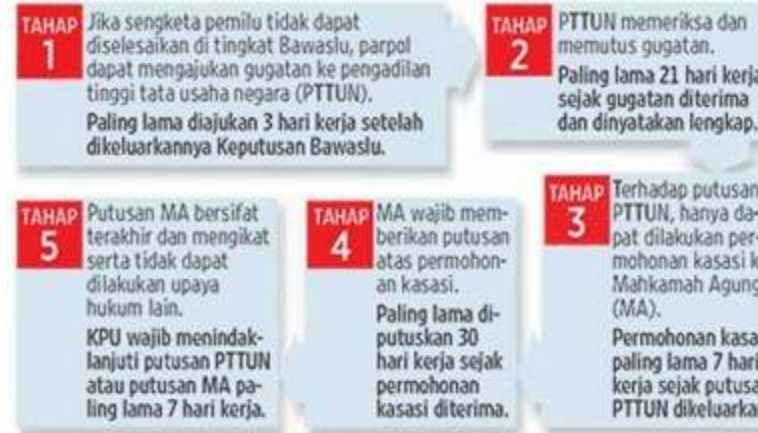 TAHAP
1
Jika sengketa pemilu tidak dapat
diselesaikan di tingkat Bawaslu, parpol
dapat mengajukan gugatan ke pengadilan
tinggi tata usaha negara (PTTUN).
Paling lama diajukan 3 hari kerja setelah
dikeluarkannya Keputusan Bawaslu.
TAHAP
2
PTTUN memeriksa dan
memutus gugatan.
Paling lama 21 hari kerja
sejak gugatan diterima
dan dinyatakan lengkap.
TAHAP
3
Terhadap putusan
PTTUN, hanya da-
pat dilakukan per-
mohonan kasasi k
Mahkamah Agung
(MA).
Permohonan kasa
paling lama 7 hari
kerja sejak putusa
PTTUN dikeluarka
TAHAP
4
MA wajib mem-
berikan putusan
atas permohon-
an kasasi.
Paling lama di-
putuskan 30
hari kerja sejak
permohonan
kasasi diterima.
TAHAP
5
Putusan MA bersifat
terakhir dan mengikat
serta tidak dapat
dilakukan upaya
hukum lain.
KPU wajib menindak-
lanjuti putusan PTTUN
atau putusan MA pa-
ling lama 7 hari kerja.